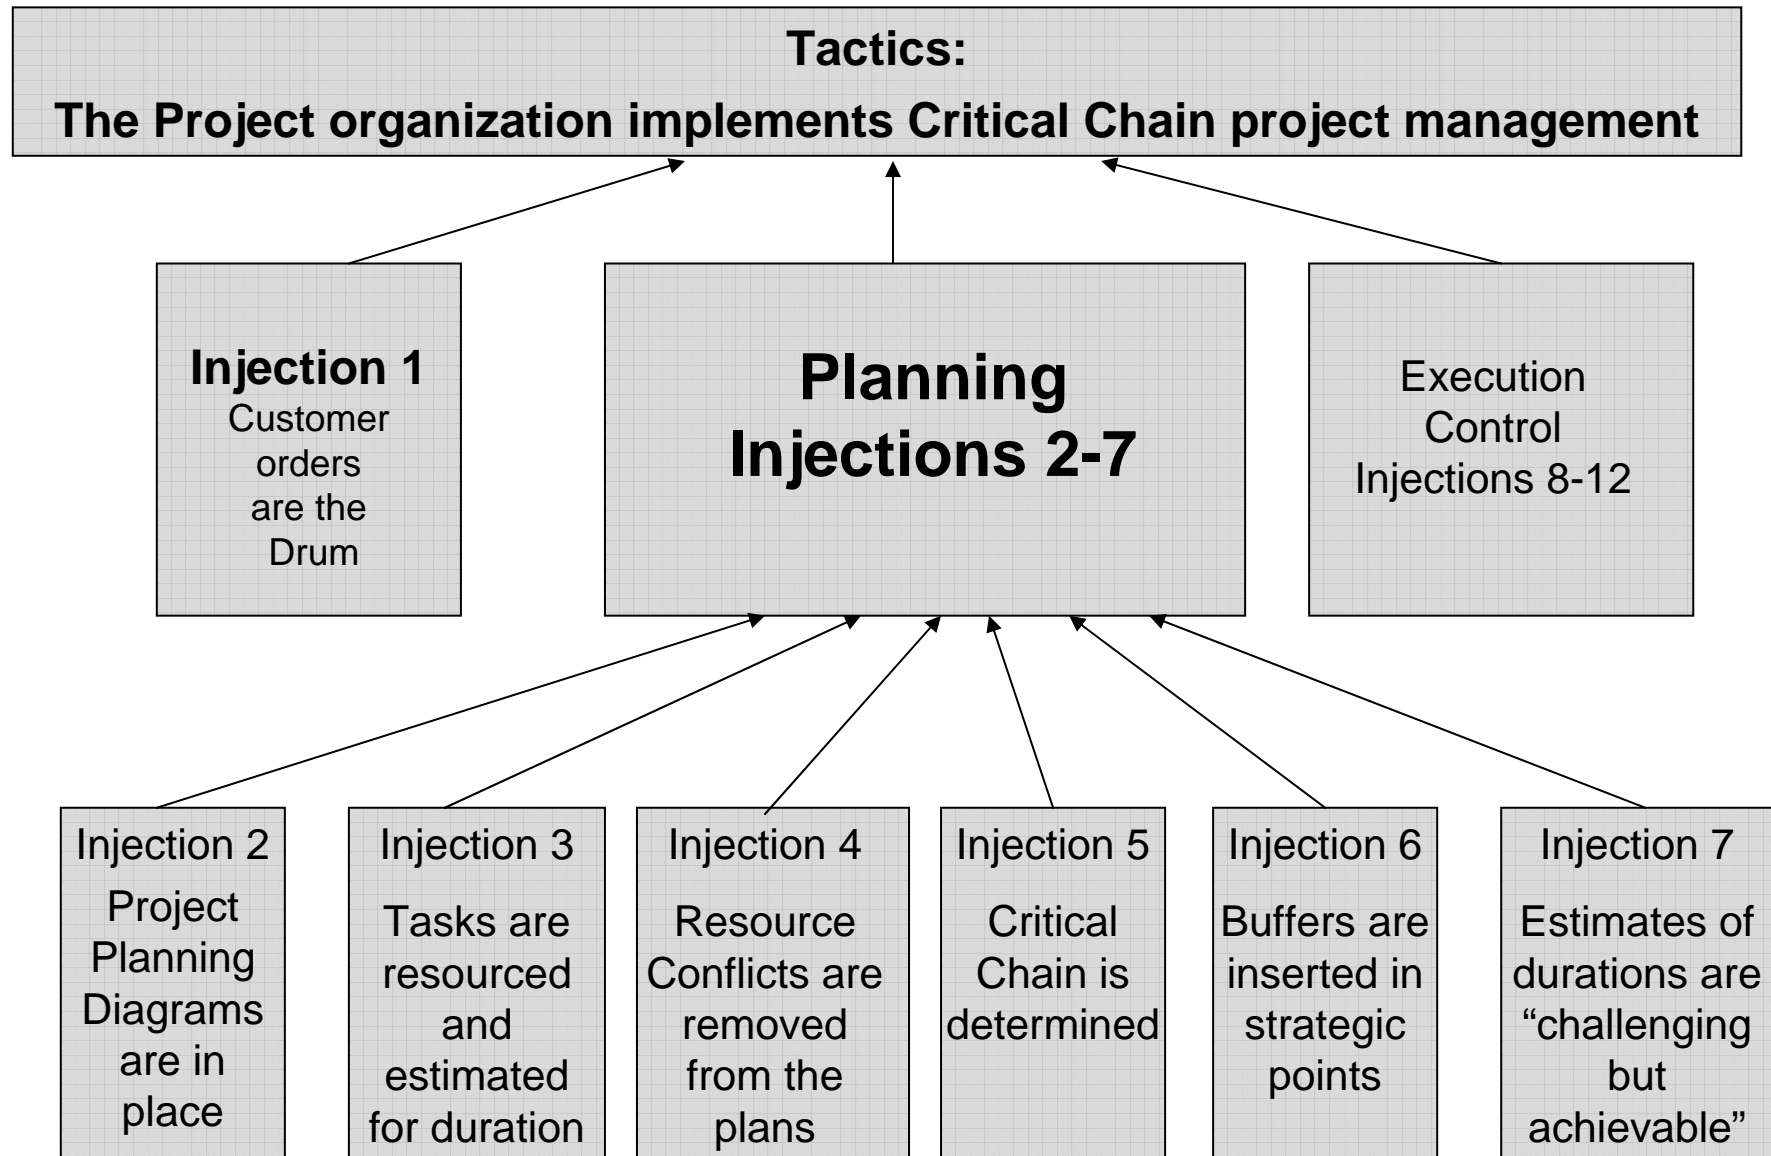 Tactics:
The Project organization implements Critical Chain project management
Injection 1
Customer
orders
are the
Drum
Planning
Injections 2-7
Execution
Control
Injections 8-12
Injection 2
Project
Planning
Diagrams
are in
place
Injection 3
Tasks are
resourced
and
estimated
for duration
Injection 4
Resource
Conflicts are
removed
from the
plans
Injection 5
Critical
Chain is
determined
Injection 6
Buffers are
inserted in
strategic
points
Injection 7
Estimates of
durations are
“challenging
but
achievable”